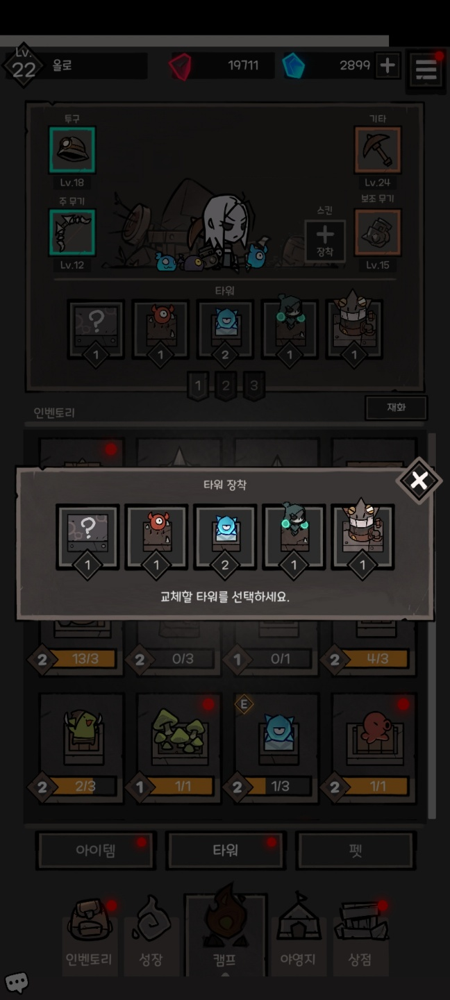 Lv.
22
올로
19711
2899
투구
기타
Lv.18
Lv.24
주 무기
스킨
보조 무기
장착
Lv.12
Lv.15
타워
?
1
1
2
1
1
1
2
3
인벤토리
재화
타워 장착
?
1
1
2
1
1
교체할 타워를 선택하세요.
2
13/3
2
0/3
1
0/1
2
4/3
E
2
2/3
1
1/1
2
1/3
2
1/1
아이템
타워
펫
인벤토리
성장
캠프
야영지
상점